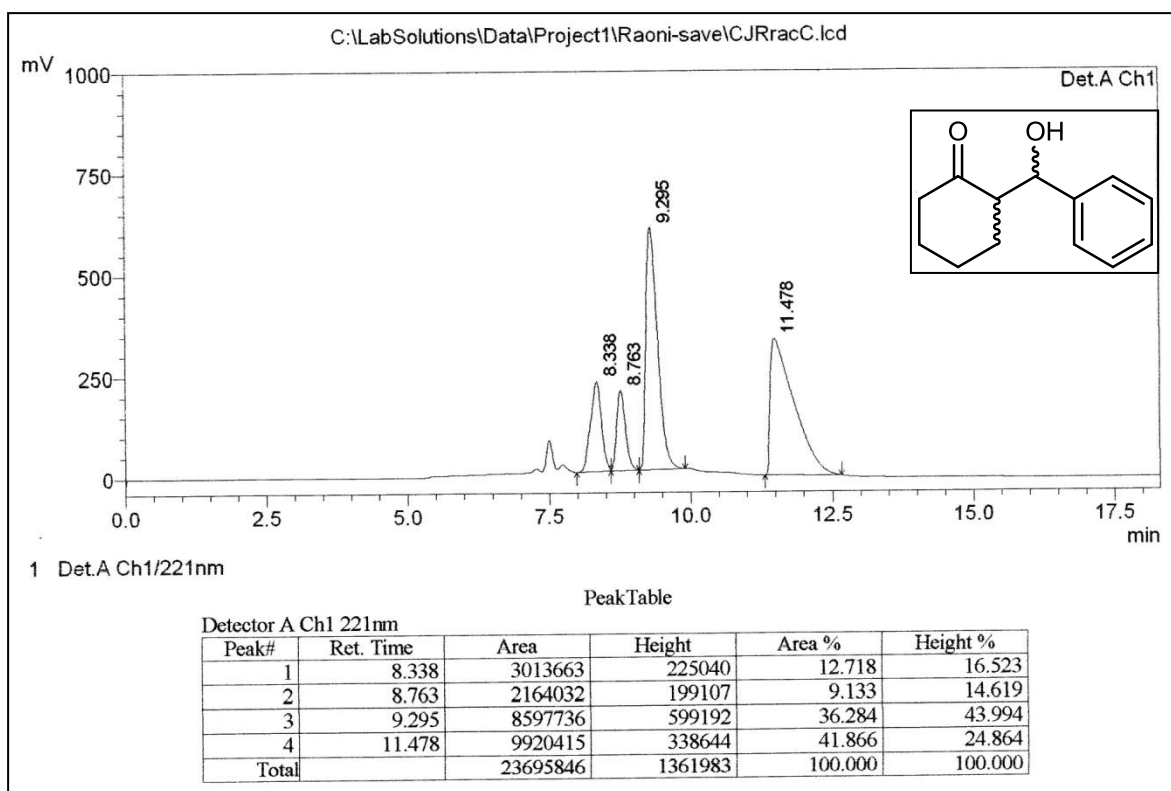 C:\LabSolutions\Data\Project1\Raoni-save\CJRracC.lcd
mV
1000
Det.A Ch1
O
OH
750
9.295
500
11.478
8.338
8.763
250
0
0.0 2.5 5.0 7.5 10.0 12.5 15.0 17.5
min
1 Det.A Ch1/221nm
PeakTable
Detector A Ch1 221nm
Peak# Ret. Time Area Height Area % Height %
1 8.338 3013663 225040 12.718 16.523
2 8.763 2164032 199107 9.133 14.619
3 9.295 8597736 599192 36.284 43.994
4 11.478 9920415 338644 41.866 24.864
Total 23695846 1361983 100.000 100.000